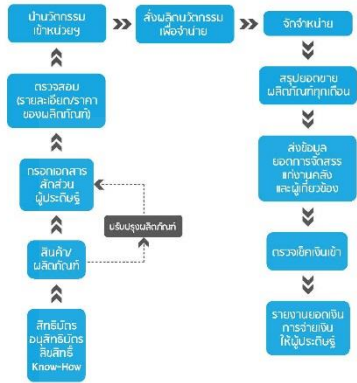 นำนวัตกรรม
เข้าหน่วยฯ
สั่งผลิตนวัตกรรม
เพื่อจำหน่าย
จัดจำหน่าย
ตรวจสอบ
(รายละเอียด/ราคา
ของผลิตภัณฑ์)
สรุปยอดขาย
ผลิตภัณฑ์ทุกเดือน
กรอกเอกสาร
สัดส่วน
ผู้ประดิษฐ์
ส่งข้อมูล
ยอดการจัดสรร
แก่งานคลัง
และผู้เกี่ยวข้อง
ปรับปรุงผลิตภัณฑ์
สินค้า/
ผลิตภัณฑ์
ตรวจเช็คเงินเข้า
สิทธิบัตร
อนุสิทธิบัตร
ลิขสิทธิ์
Know-How
รายงานยอดเงิน
การจ่ายเงิน
ให้ผู้ประดิษฐ์